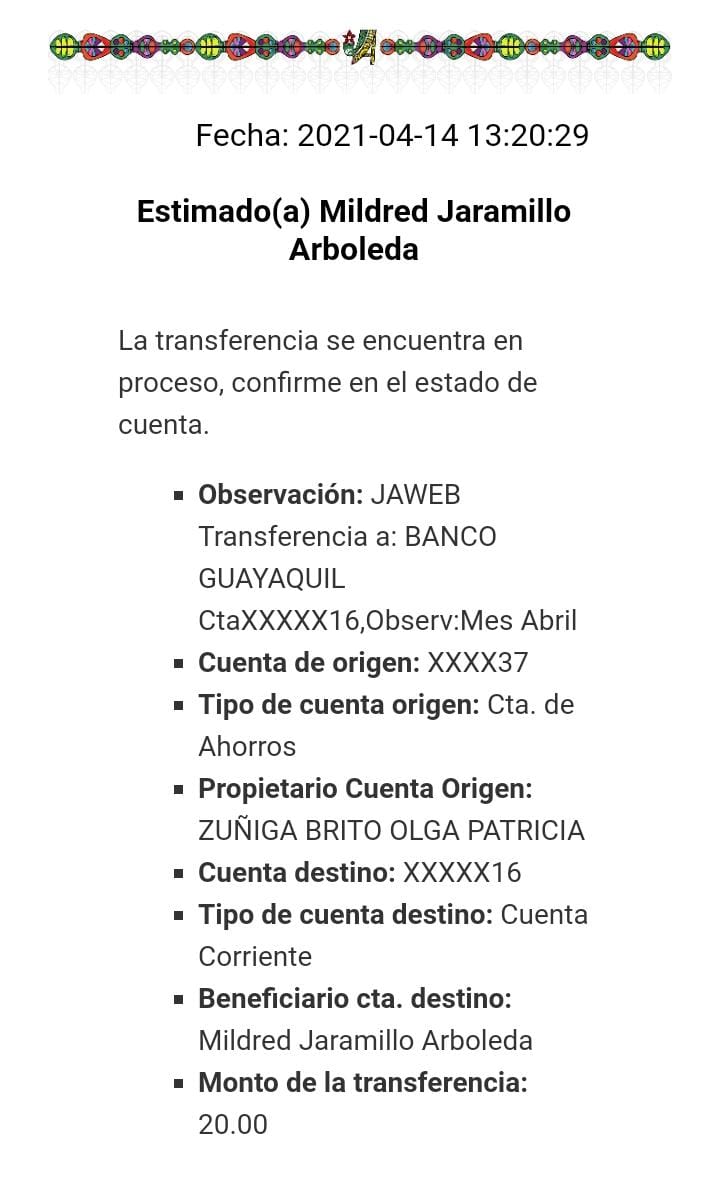 Fecha: 2021-04-14 13:20:29
Estimado(a) Mildred Jaramillo
Arboleda
La transferencia se encuentra en
proceso, confirme en el estado de
cuenta.
Observación: JAWEB
Transferencia a: BANCO
GUAYAQUIL
CtaXXXXX16,Observ:Mes Abril
Cuenta de origen: XXXX37
Tipo de cuenta origen: Cta. de
Ahorros
Propietario Cuenta Origen:
ZUÑIGA BRITO OLGA PATRICIA
Cuenta destino: XXXXX16
Tipo de cuenta destino: Cuenta
Corriente
Beneficiario cta. destino:
Mildred Jaramillo Arboleda
Monto de la transferencia:
20.00